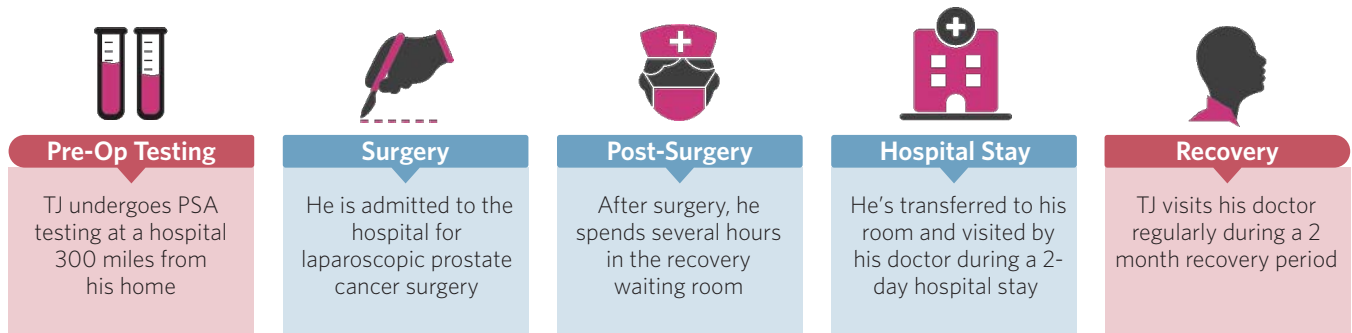 Pre-Op Testing
TJ undergoes PSA
testing at a hospital
300 miles from
his home
Surgery
He is admitted to the
hospital for
laparoscopic prostate
cancer surgery
Post-Surgery
After surgery, he
spends several hours
in the recovery
waiting room
Hospital Stay
He’s transferred to his
room and visited by
his doctor during a 2-
day hospital stay
Recovery
TJ visits his doctor
regularly during a 2
month recovery period